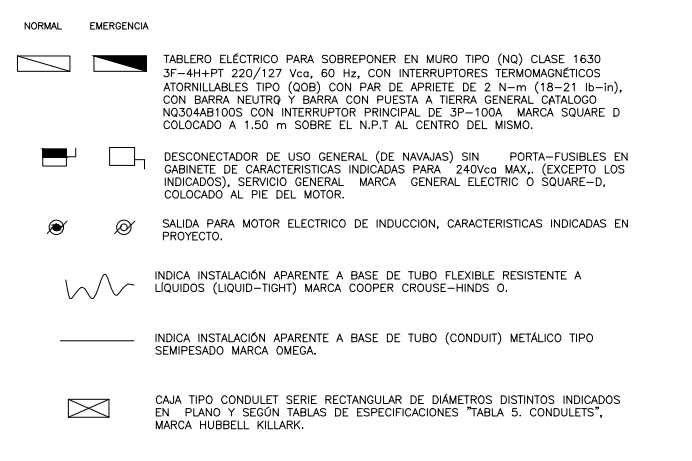 NORMAL EMERGENCIA
TABLERO ELÉCTRICO PARA SOBREPONER EN MURO TIPO (NQ) CLASE 1630
3F-4H+PT 220/127 Vca, 60 Hz, CON INTERRUPTORES TERMOMAGNÉTICOS
ATORNILLABLES TIPO (QOB) CON PAR DE APRIETE DE 2 N-m (18-21 lb-in),
CON BARRA NEUTRO Y BARRA CON PUESTA A TIERRA GENERAL CATALOGO
NQ304AB100S CON INTERRUPTOR PRINCIPAL DE 3P-100A MARCA SQUARE D
COLOCADO A 1.50 m SOBRE EL N.P.T AL CENTRO DEL MISMO.
DESCONECTADOR DE USO GENERAL (DE NAVAJAS) SIN PORTA-FUSIBLES EN
GABINETE DE CARACTERISTICAS INDICADAS PARA 240Vca MAX,. (EXCEPTO LOS
INDICADOS), SERVICIO GENERAL MARCA GENERAL ELECTRIC O SQUARE-D,
COLOCADO AL PIE DEL MOTOR.
SALIDA PARA MOTOR ELECTRICO DE INDUCCION, CARACTERISTICAS INDICADAS EN
PROYECTO.
INDICA INSTALACIÓN APARENTE A BASE DE TUBO FLEXIBLE RESISTENTE A
LÍQUIDOS (LIQUID-TIGHT) MARCA COOPER CROUSE-HINDS O.
INDICA INSTALACIÓN APARENTE A BASE DE TUBO (CONDUIT) METÁLICO TIPO
SEMIPESADO MARCA OMEGA.
CAJA TIPO CONDULET SERIE RECTANGULAR DE DIÁMETROS DISTINTOS INDICADOS
EN PLANO Y SEGÚN TABLAS DE ESPECIFICACIONES "TABLA 5. CONDULETS",
MARCA HUBBELL KILLARK.